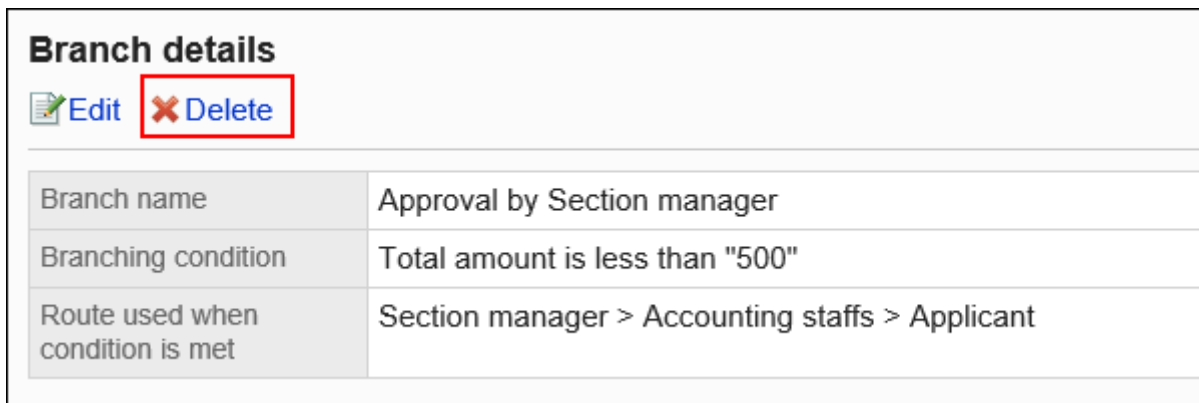 Branch details
Edit Delete
Branch name Approval by Section manager
Branching condition Total amount is less than "500"
Route used when Section manager > Accounting staffs > Applicant
condition is met